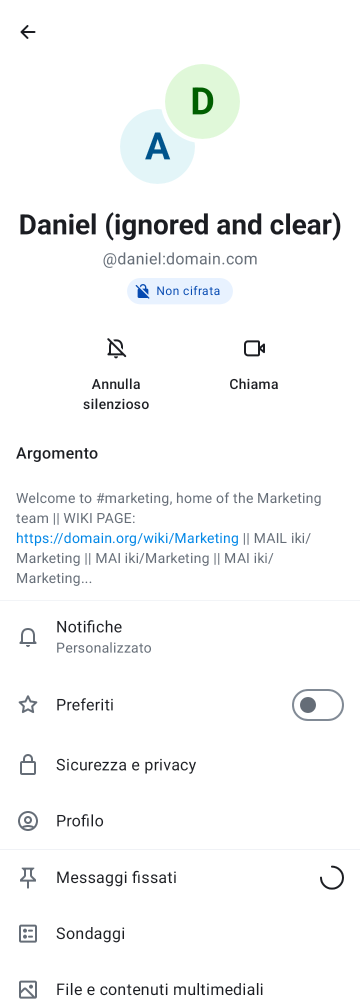 D
A
Daniel (ignored and clear)
@daniel:domain.com
Non cifrata
Annulla
silenzioso
Chiama
Argomento
Welcome to #marketing, home of the Marketing
team || WIKI PAGE:
https://domain.org/wiki/Marketing || MAIL iki/
Marketing || MAI iki/Marketing || MAI iki/
Marketing...
Notifiche
Personalizzato
Preferiti
Sicurezza e privacy
Profilo
Messaggi fissati
Sondaggi
File e contenuti multimediali